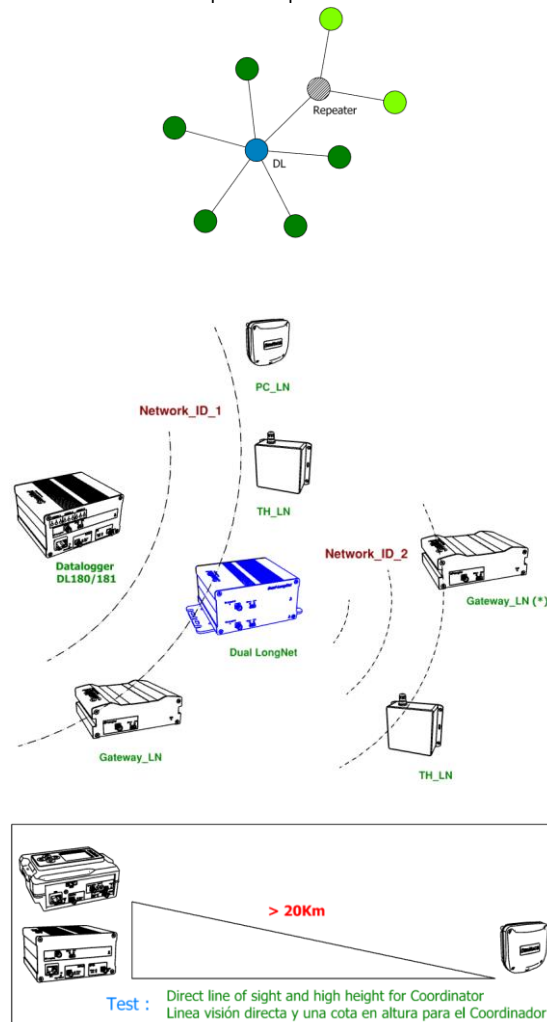 Repeater
DL
PC_LN
Network_ID_1
TH_LN
Datalogger
DL180/181
Network_ID_2
Gateway_LN (*)
Dual LongNet
Gateway_LN
TH_LN
> 20Km
Test : Direct line of sight and high height for Coordinator
Linea visión directa y una cota en altura para el Coordinador